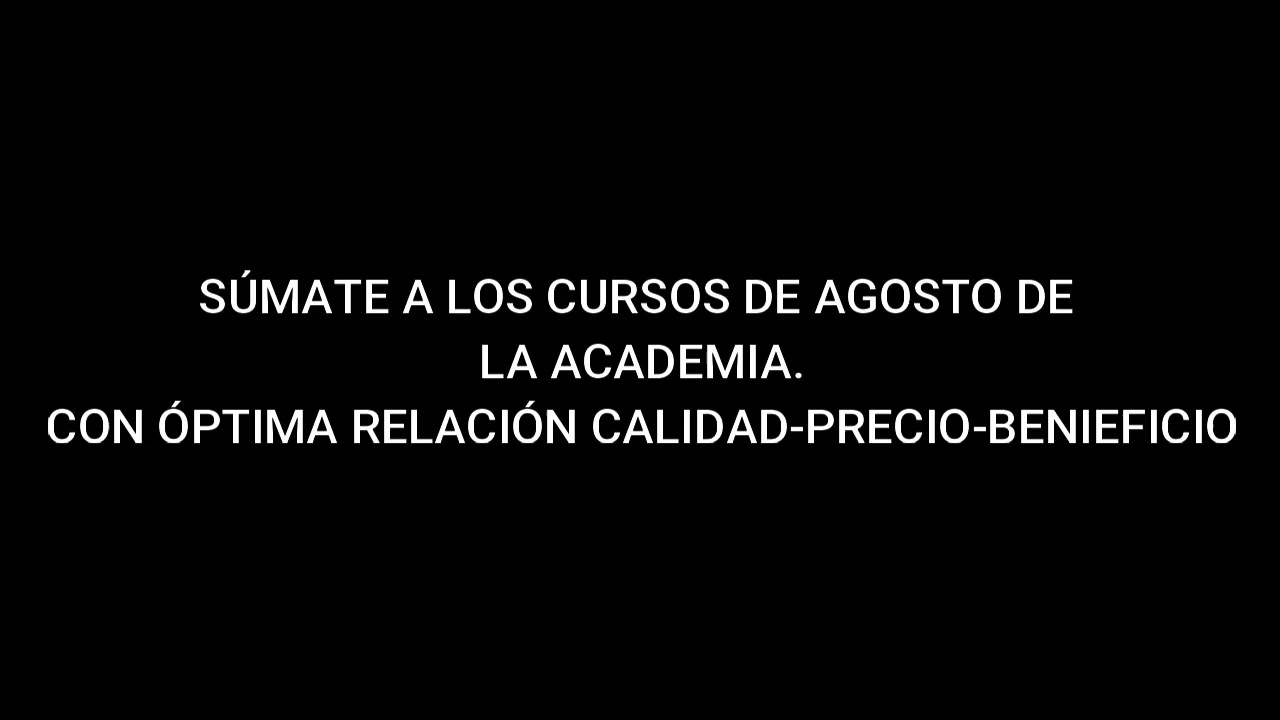 SÚMATE A LOS CURSOS DE AGOSTO DE
LA ACADEMIA.
CON ÓPTIMA RELACIÓN CALIDAD-PRECIO-BENIEFICIO